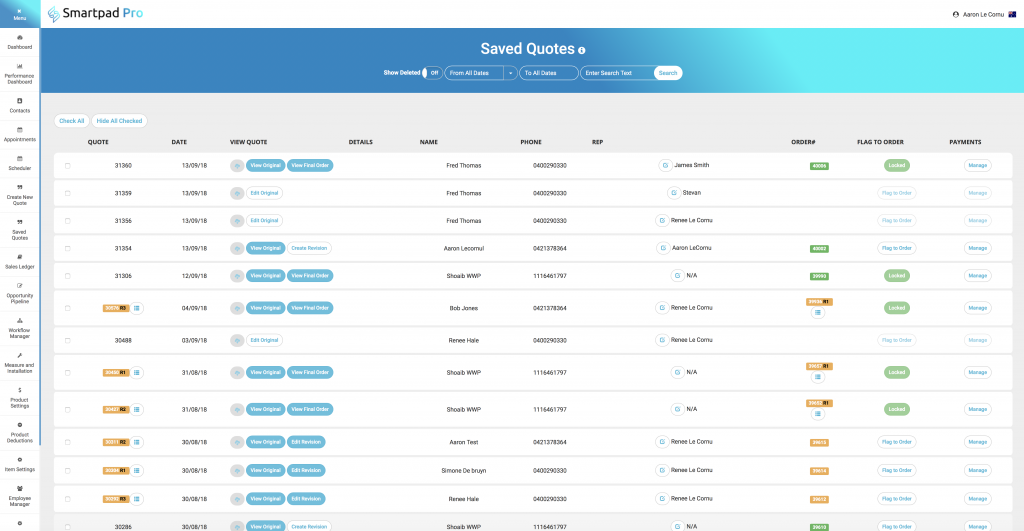 Menu
Smartpad Pro
Aaron Le Cornu
Dashboard
Performance
Dashboard
Contacts
Appointments
Scheduler
Create New
Quote
Saved
Quotes
Sales Ledger
Opportunity
Pipeline
Workflow
Manager
Measure and
Installation
Product
Settings
Product
Deductions
Item Settings
Employee
Manager
Saved Quotes
Show Deleted Off From All Dates To All Dates Enter Search Text Search
Check All Hide All Checked
QUOTE DATE VIEW QUOTE DETAILS NAME PHONE REP ORDER# FLAG TO ORDER PAYMENTS
31360 13/09/18 View Original View Final Order Fred Thomas 0400290330 James Smith Locked Manage
31359 13/09/18 Edit Original Fred Thomas 0400290330 Stevan Flag to Order Manage
31356 13/09/18 Edit Original Fred Thomas 0400290330 Renee Le Cornu Flag to Order Manage
31354 13/09/18 View Original Create Revision Aaron Lecornul 0421378364 Aaron LeCornu 40002 Flag to Order Manage
31306 12/09/18 View Original View Final Order Shoaib WWP 1116461797 N/A Locked Manage
R3 04/09/18 View Original View Final Order Bob Jones 0421378364 Renee Le Cornu R1 Locked Manage
30488 03/09/18 Edit Original Renee Hale 0400290330 Renee Le Cornu Flag to Order Manage
R1 31/08/18 View Original View Final Order Shoaib WWP 1116461797 N/A R1 Locked Manage
R2 31/08/18 View Original View Final Order Shoaib WWP 1116461797 N/A R1 Locked Manage
R2 30/08/18 View Original Edit Revision Aaron Test 0421378364 Renee Le Cornu 39615 Flag to Order Manage
R1 30/08/18 View Original Edit Revision Simone De bruyn 0400290330 Renee Le Cornu 39614 Flag to Order Manage
R3 30/08/18 View Original Edit Revision Renee Hale 0400290330 Renee Le Cornu Flag to Order Manage
30286 30/08/18 View Original Create Revision Shoaib WWP 1116461797 N/A 39610 Flag to Order Manage